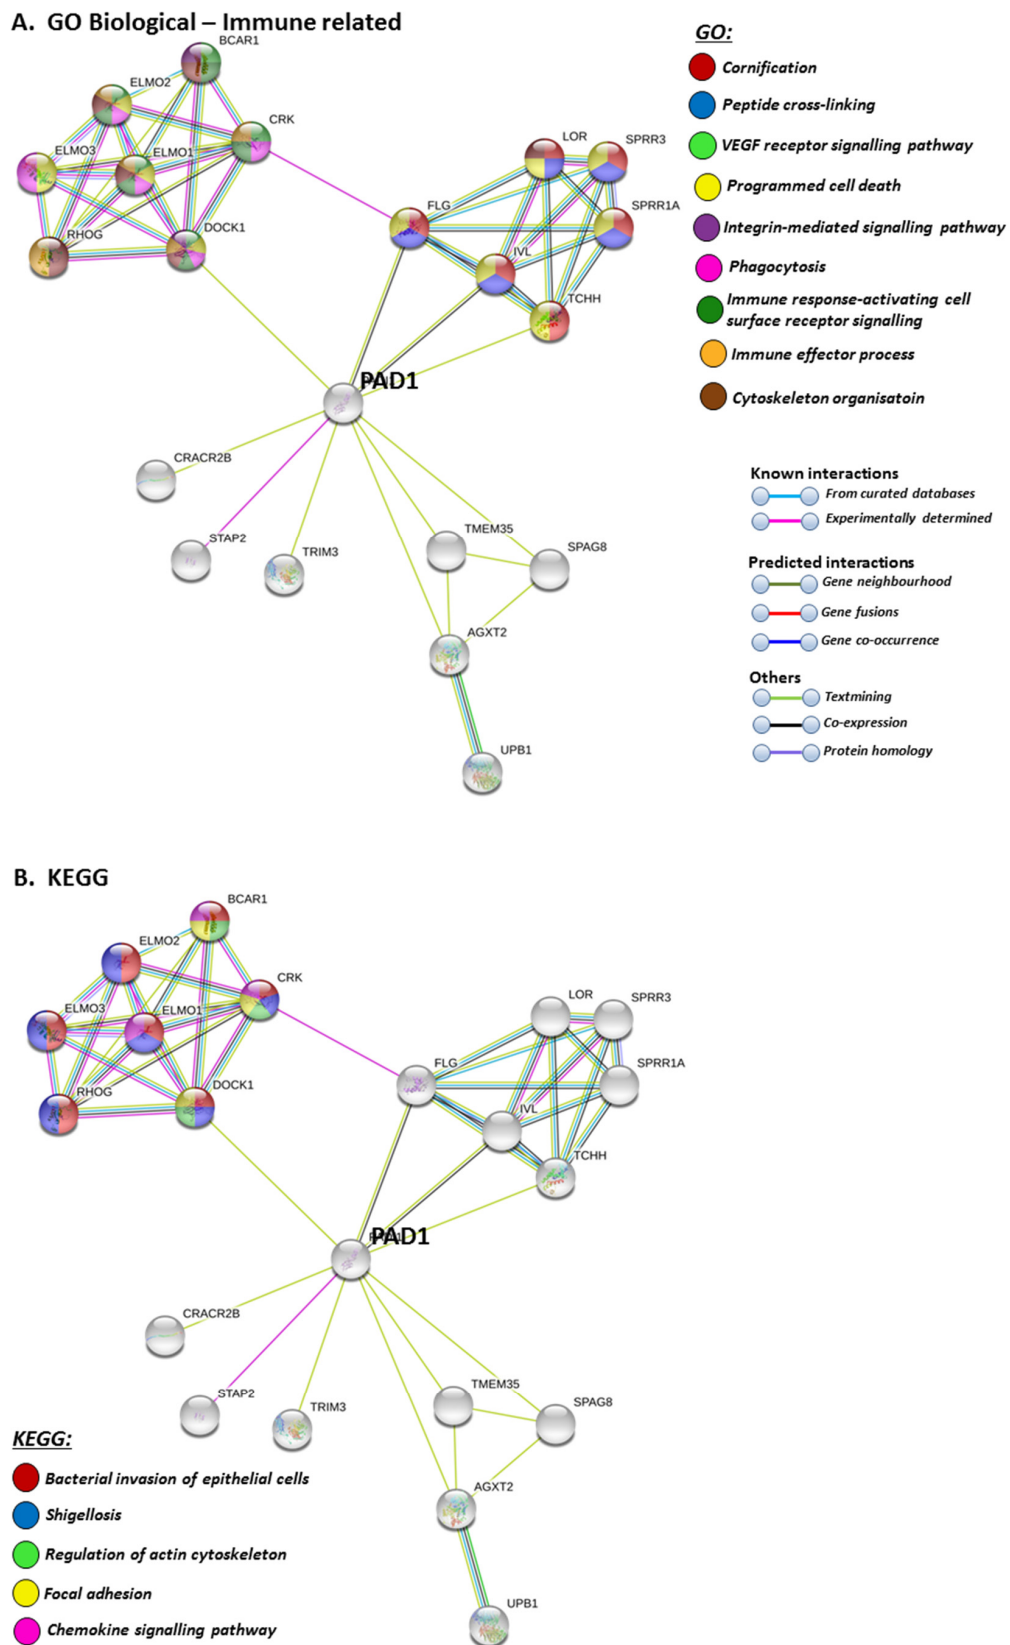 A. GO Biological – Immune related
BCAR1
ELMO2
CRK
ELMO3
ELMO1
RHOG
DOCK1
LOR
SPRR3
FLG
SPRR1A
IVL
TCHH
PAD1
CRACR2B
STAP2
TRIM3
TMEM35
SPAG8
AGXT2
UPB1
GO:
Cornification
Peptide cross-linking
VEGF receptor signalling pathway
Programmed cell death
Integrin-mediated signalling pathway
Phagocytosis
Immune response-activating cell
surface receptor signalling
Immune effector process
Cytoskeleton organisatoin
Known interactions
From curated databases
Experimentally determined
Predicted interactions
Gene neighbourhood
Gene fusions
Gene co-occurrence
Others
Textmining
Co-expression
Protein homology
B. KEGG
BCAR1
ELMO2
CRK
ELMO3
ELMO1
RHOG
DOCK1
LOR
SPRR3
FLG
SPRR1A
IVL
TCHH
PAD1
CRACR2B
STAP2
TRIM3
TMEM35
SPAG8
AGXT2
UPB1
KEGG:
Bacterial invasion of epithelial cells
Shigellosis
Regulation of actin cytoskeleton
Focal adhesion
Chemokine signalling pathway